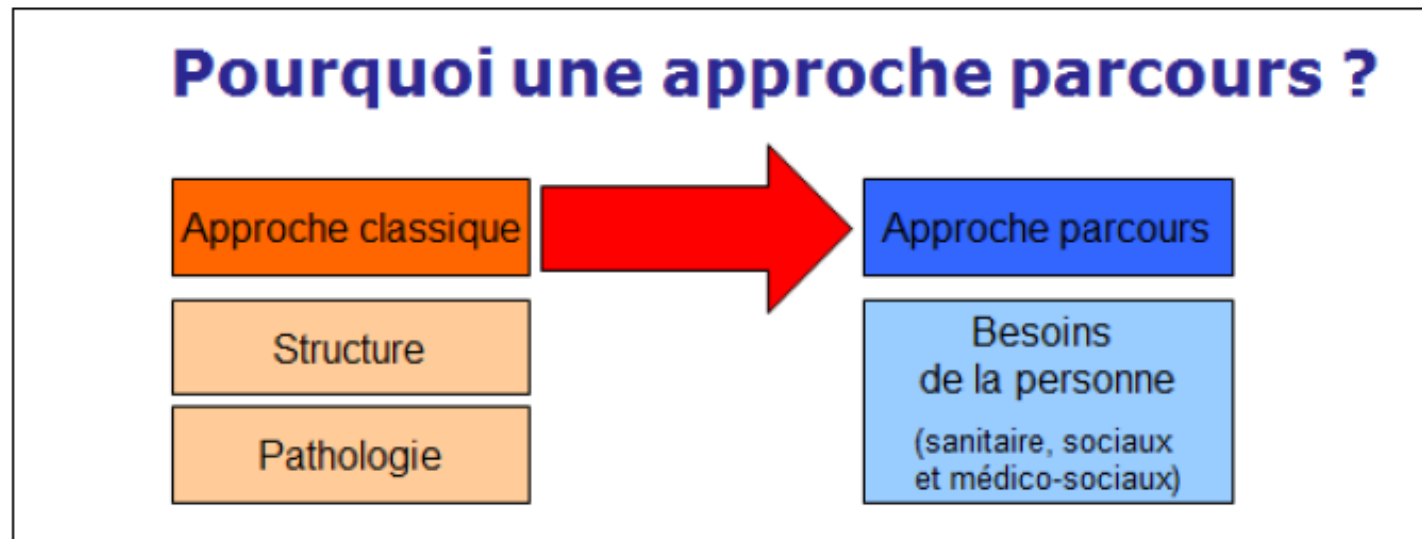 Pourquoi une approche parcours ?
Approche classique
Approche parcours
Structure
Pathologie
Besoins
de la personne
(sanitaire, sociaux
et médico-sociaux)